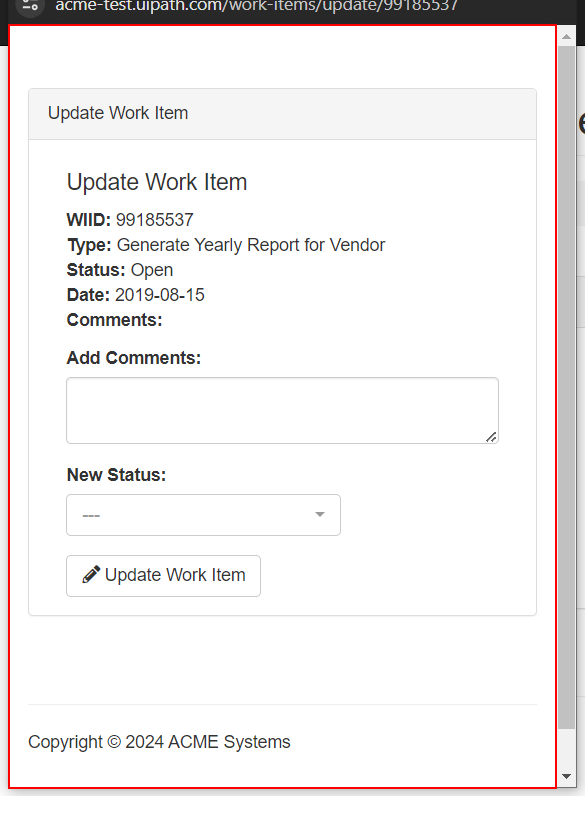 acme-test.uipath.com/work-items/update/99185537
Update Work Item
Update Work Item
WIID: 99185537
Type: Generate Yearly Report for Vendor
Status: Open
Date: 2019-08-15
Comments:
Add Comments:
New Status:
---
Update Work Item
Copyright © 2024 ACME Systems